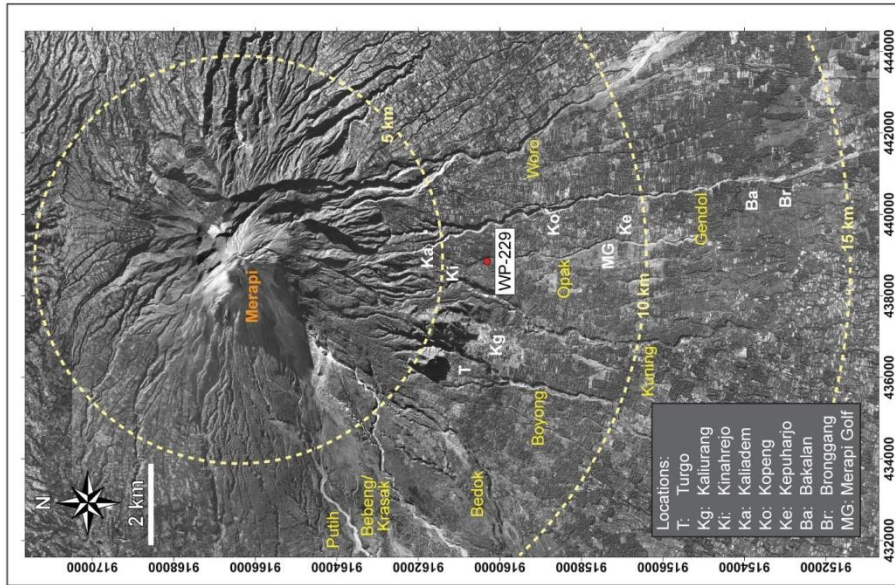 N
2 km
Merapi
5 km
10 km
15 km
Putih
Bebeng/
Krasak
Bedok
Boyong
Kuning
Opak
Gendol
Woro
T
Kg
Ki
Ka
Ko
MG
Ke
Ba
Br
WP-229
Locations:
T: Turgo
Kg: Kaliurang
Ki: Kinahrejo
Ka: Kaliadem
Ko: Kopeng
Ke: Kepuharjo
Ba: Bakalan
Br: Bronggang
MG: Merapi Golf
9170000
9168000
9166000
9164000
9162000
9160000
9158000
9156000
9154000
9152000
432000
434000
436000
438000
440000
442000
444000